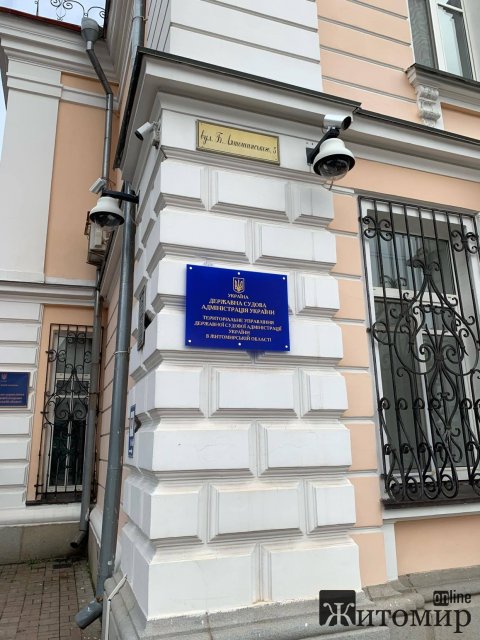 вул. Б. Лятошинського, 5
УКРАЇНА
ДЕРЖАВНА СУДОВА
АДМІНІСТРАЦІЯ УКРАЇНИ
ТЕРИТОРІАЛЬНЕ УПРАВЛІННЯ
ДЕРЖАВНОЇ СУДОВОЇ АДМІНІСТРАЦІЇ
УКРАЇНИ
В ЖИТОМИРСЬКІЙ ОБЛАСТІ
Житомир
online